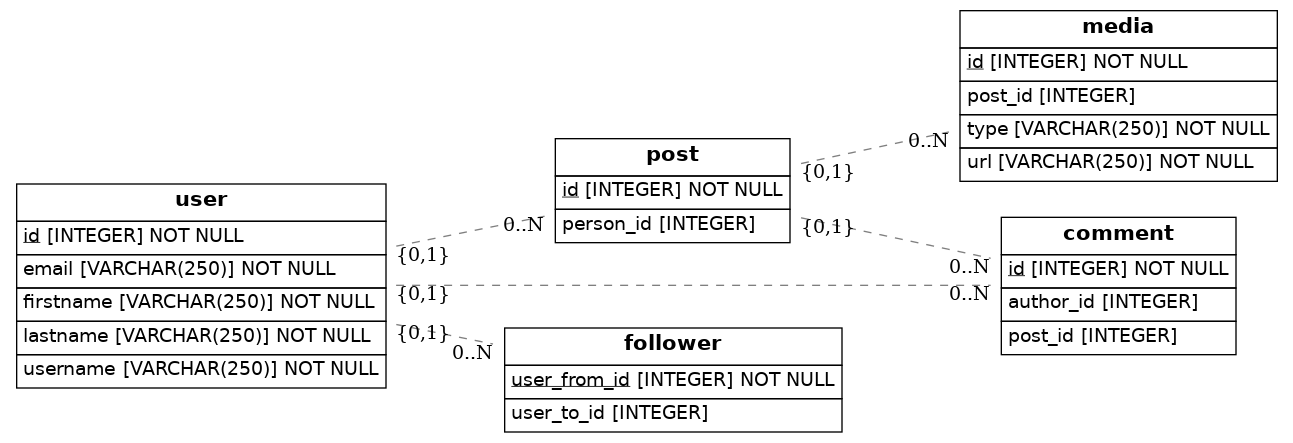 media
id [INTEGER] NOT NULL
post_id [INTEGER]
type [VARCHAR(250)] NOT NULL
url [VARCHAR(250)] NOT NULL
0..N
{0,1}
post
id [INTEGER] NOT NULL
person_id [INTEGER]
0..N
{0,1}
{0,1}
user
id [INTEGER] NOT NULL
email [VARCHAR(250)] NOT NULL
firstname [VARCHAR(250)] NOT NULL
lastname [VARCHAR(250)] NOT NULL
username [VARCHAR(250)] NOT NULL
{0,1}
{0,1}
0..N
0..N
0..N
comment
id [INTEGER] NOT NULL
author_id [INTEGER]
post_id [INTEGER]
follower
user_from_id [INTEGER] NOT NULL
user_to_id [INTEGER]